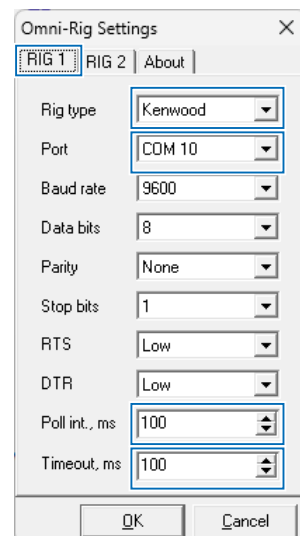 Omni-Rig Settings
RIG 1 RIG 2 About
Rig type Kenwood
Port COM 10
Baud rate 9600
Data bits 8
Parity None
Stop bits 1
RTS Low
DTR Low
Poll int., ms 100
Timeout, ms 100
OK Cancel